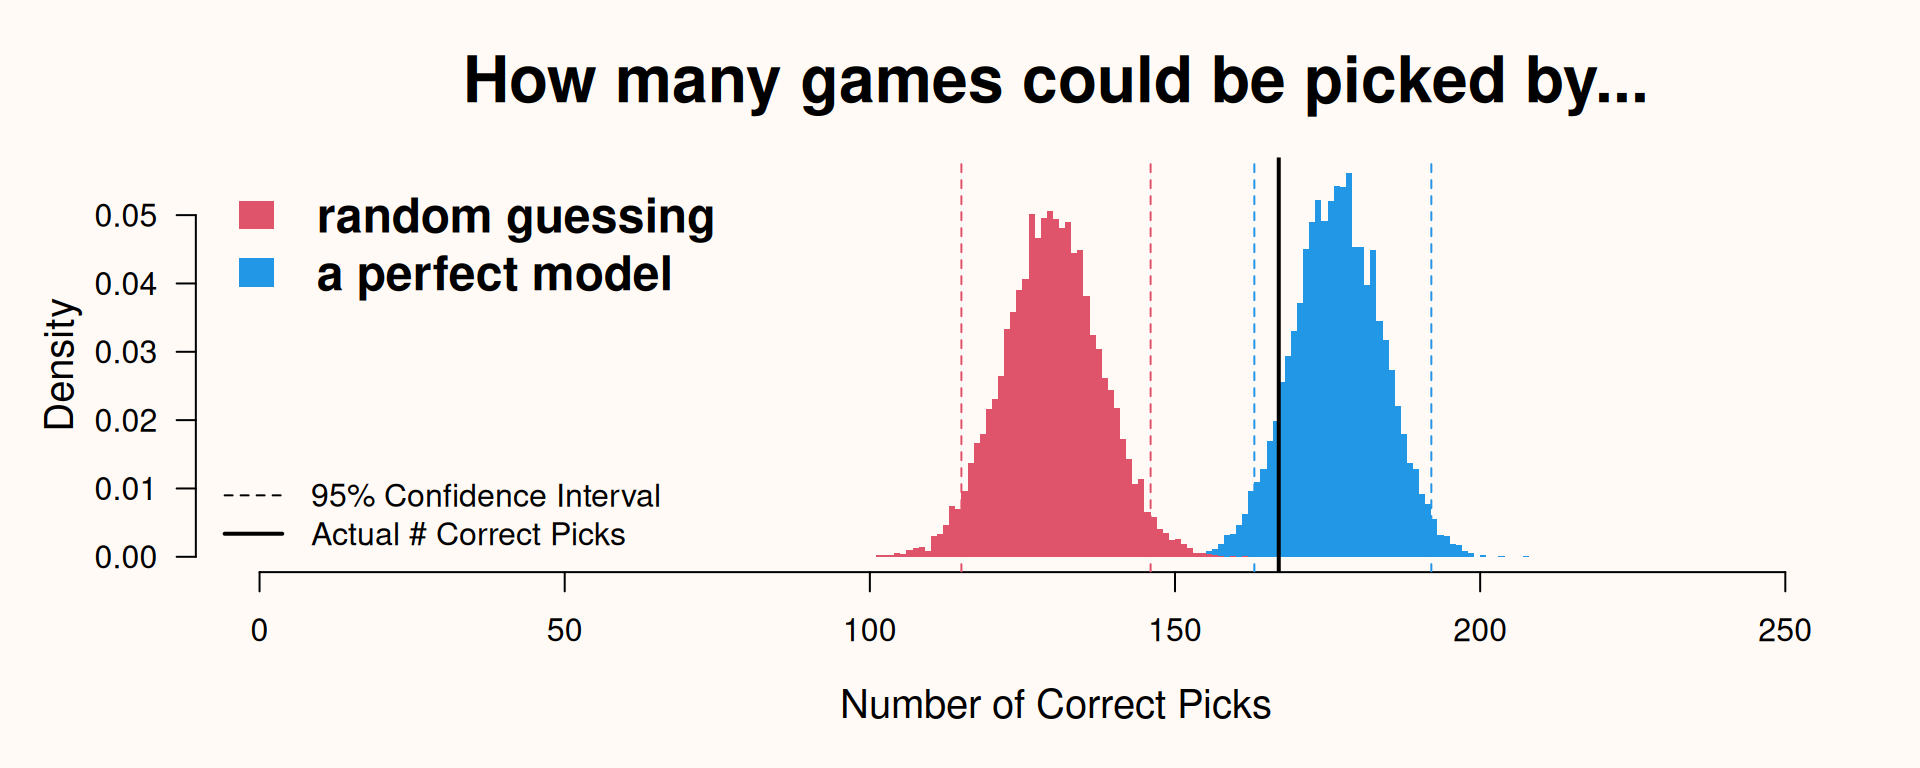 How many games could be picked by...
random guessing
a perfect model
0.05
0.04
0.03
0.02
0.01
0.00
Density
95% Confidence Interval
Actual # Correct Picks
0 50 100 150 200 250
Number of Correct Picks